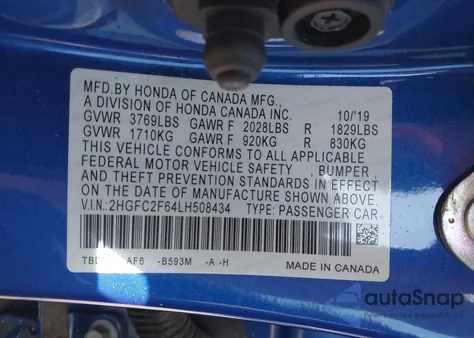 MFD.BY HONDA OF CANADA MFG.,
A DIVISION OF HONDA CANADA INC. 10/'19
GVWR 3769LBS GAWR F 2028LBS R 1829LBS
GVWR 1710KG GAWR F 920KG R 830KG
THIS VEHICLE CONFORMS TO ALL APPLICABLE
FEDERAL MOTOR VEHICLE SAFETY , BUMPER ,
AND THEFT PREVENTION STANDARDS IN EFFECT
ON THE DATE OF MANUFACTURE SHOWN ABOVE.
V.I.N:2HGFC2F64LH508434 TYPE: PASSENGER CAR
AF6 -B593M -A -H
MADE IN CANADA
autaSnap